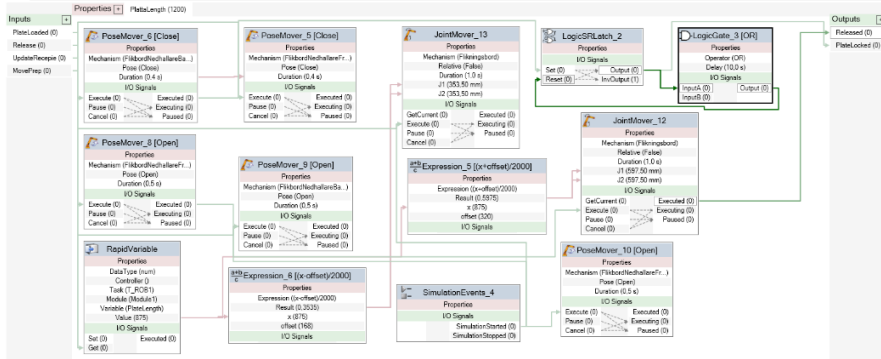 Inputs
Properties
PlattaLength (1200)
Outputs
PlateLoaded (0)
Release (0)
UpdateRecepie (0)
MovePrep (0)
Released (0)
PlateLocked (0)
PoseMover_6 [Close]
Properties
Mechanism (FlikbordNedhallareBa...)
Pose (Close)
Duration (0,4 s)
I/O Signals
Execute (0) Executed (0)
Pause (0) Executing (0)
Cancel (0) Paused (0)
PoseMover_5 [Close]
Properties
Mechanism (FlikbordNedhallareFr...)
Pose (Close)
Duration (0,4 s)
I/O Signals
Execute (0) Executed (0)
Pause (0) Executing (0)
Cancel (0) Paused (0)
JointMover_13
Properties
Mechanism (Flikningsbord)
Relative (False)
Duration (1,0 s)
J1 (353,50 mm)
J2 (353,50 mm)
I/O Signals
GetCurrent (0) Executed (0)
Execute (0) Executing (0)
Pause (0) Paused (0)
Cancel (0)
LogicSRLatch_2
I/O Signals
Set (0) Output (0)
Reset (0) InvOutput (1)
LogicGate_3 [OR]
Properties
Operator (OR)
Delay (10,0 s)
I/O Signals
InputA (0) Output (0)
InputB (0)
PoseMover_8 [Open]
Properties
Mechanism (FlikbordNedhallareFr...)
Pose (Open)
Duration (0,5 s)
I/O Signals
Execute (0) Executed (0)
Pause (0) Executing (0)
Cancel (0) Paused (0)
PoseMover_9 [Open]
Properties
Mechanism (FlikbordNedhallareBa...)
Pose (Open)
Duration (0,5 s)
I/O Signals
Execute (0) Executed (0)
Pause (0) Executing (0)
Cancel (0) Paused (0)
Expression_5 [(x+offset)/2000]
Properties
Expression ((x+offset)/2000)
Result (0,5975)
x (875)
offset (320)
I/O Signals
JointMover_12
Properties
Mechanism (Flikningsbord)
Relative (False)
Duration (1,0 s)
J1 (597,50 mm)
J2 (597,50 mm)
I/O Signals
GetCurrent (0) Executed (0)
Execute (0) Executing (0)
Pause (0) Paused (0)
Cancel (0)
RapidVariable
Properties
DataType (num)
Controller ()
Task (T_ROB1)
Module (Module1)
Variable (PlateLength)
Value (875)
I/O Signals
Set (0) Executed (0)
Get (0)
Expression_6 [(x-offset)/2000]
Properties
Expression ((x-offset)/2000)
Result (0,3535)
x (875)
offset (168)
I/O Signals
SimulationEvents_4
Properties
I/O Signals
SimulationStarted (0)
SimulationStopped (0)
PoseMover_10 [Open]
Properties
Mechanism (FlikbordNedhallareFr...)
Pose (Open)
Duration (0,5 s)
I/O Signals
Execute (0) Executed (0)
Pause (0) Executing (0)
Cancel (0) Paused (0)